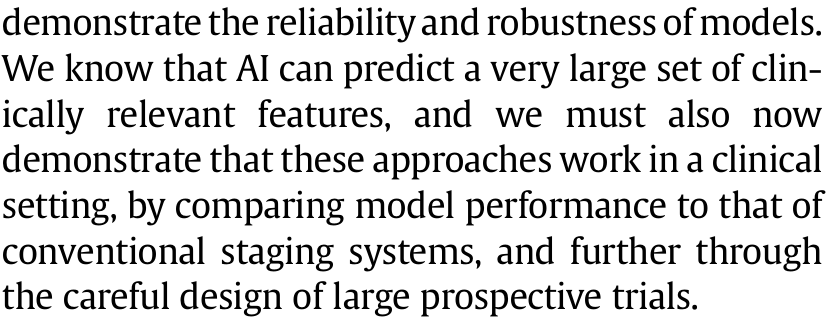 demonstrate the reliability and robustness of models.
We know that AI can predict a very large set of clin-
ically relevant features, and we must also now
demonstrate that these approaches work in a clinical
setting, by comparing model performance to that of
conventional staging systems, and further through
the careful design of large prospective trials.